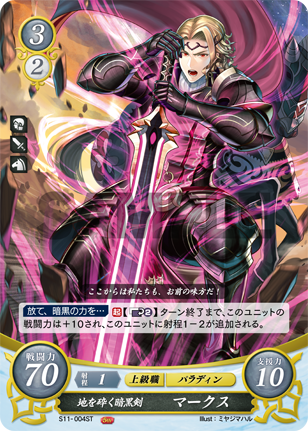 3
2
ここからは私たちも、お前の味方だ!
放て、暗黒の力を… 起【2】ターン終了まで、このユニットの
戦闘力は+10され、このユニットに射程1-2が追加される。
戦闘力
70
射程 1 上級職 パラディン
支援力
10
地を砕く暗黒剣 マークス
S11-004ST Illust:ミヤジマハル